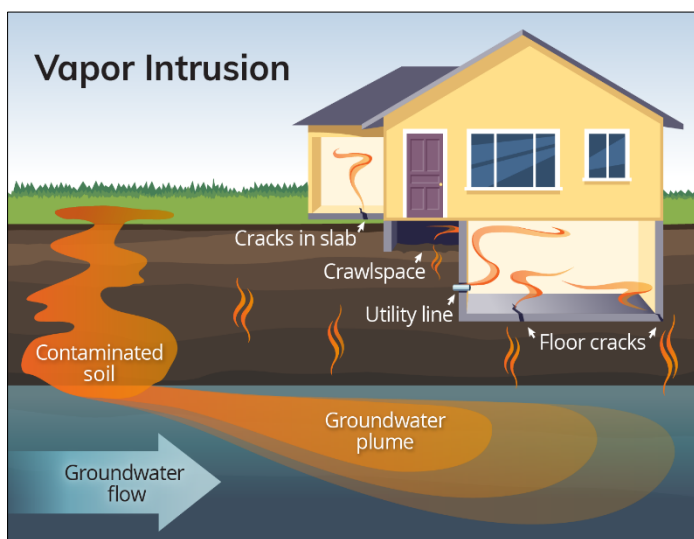 Vapor Intrusion
Cracks in slab
Crawlspace
Utility line
Floor cracks
Contaminated
soil
Groundwater
plume
Groundwater
flow